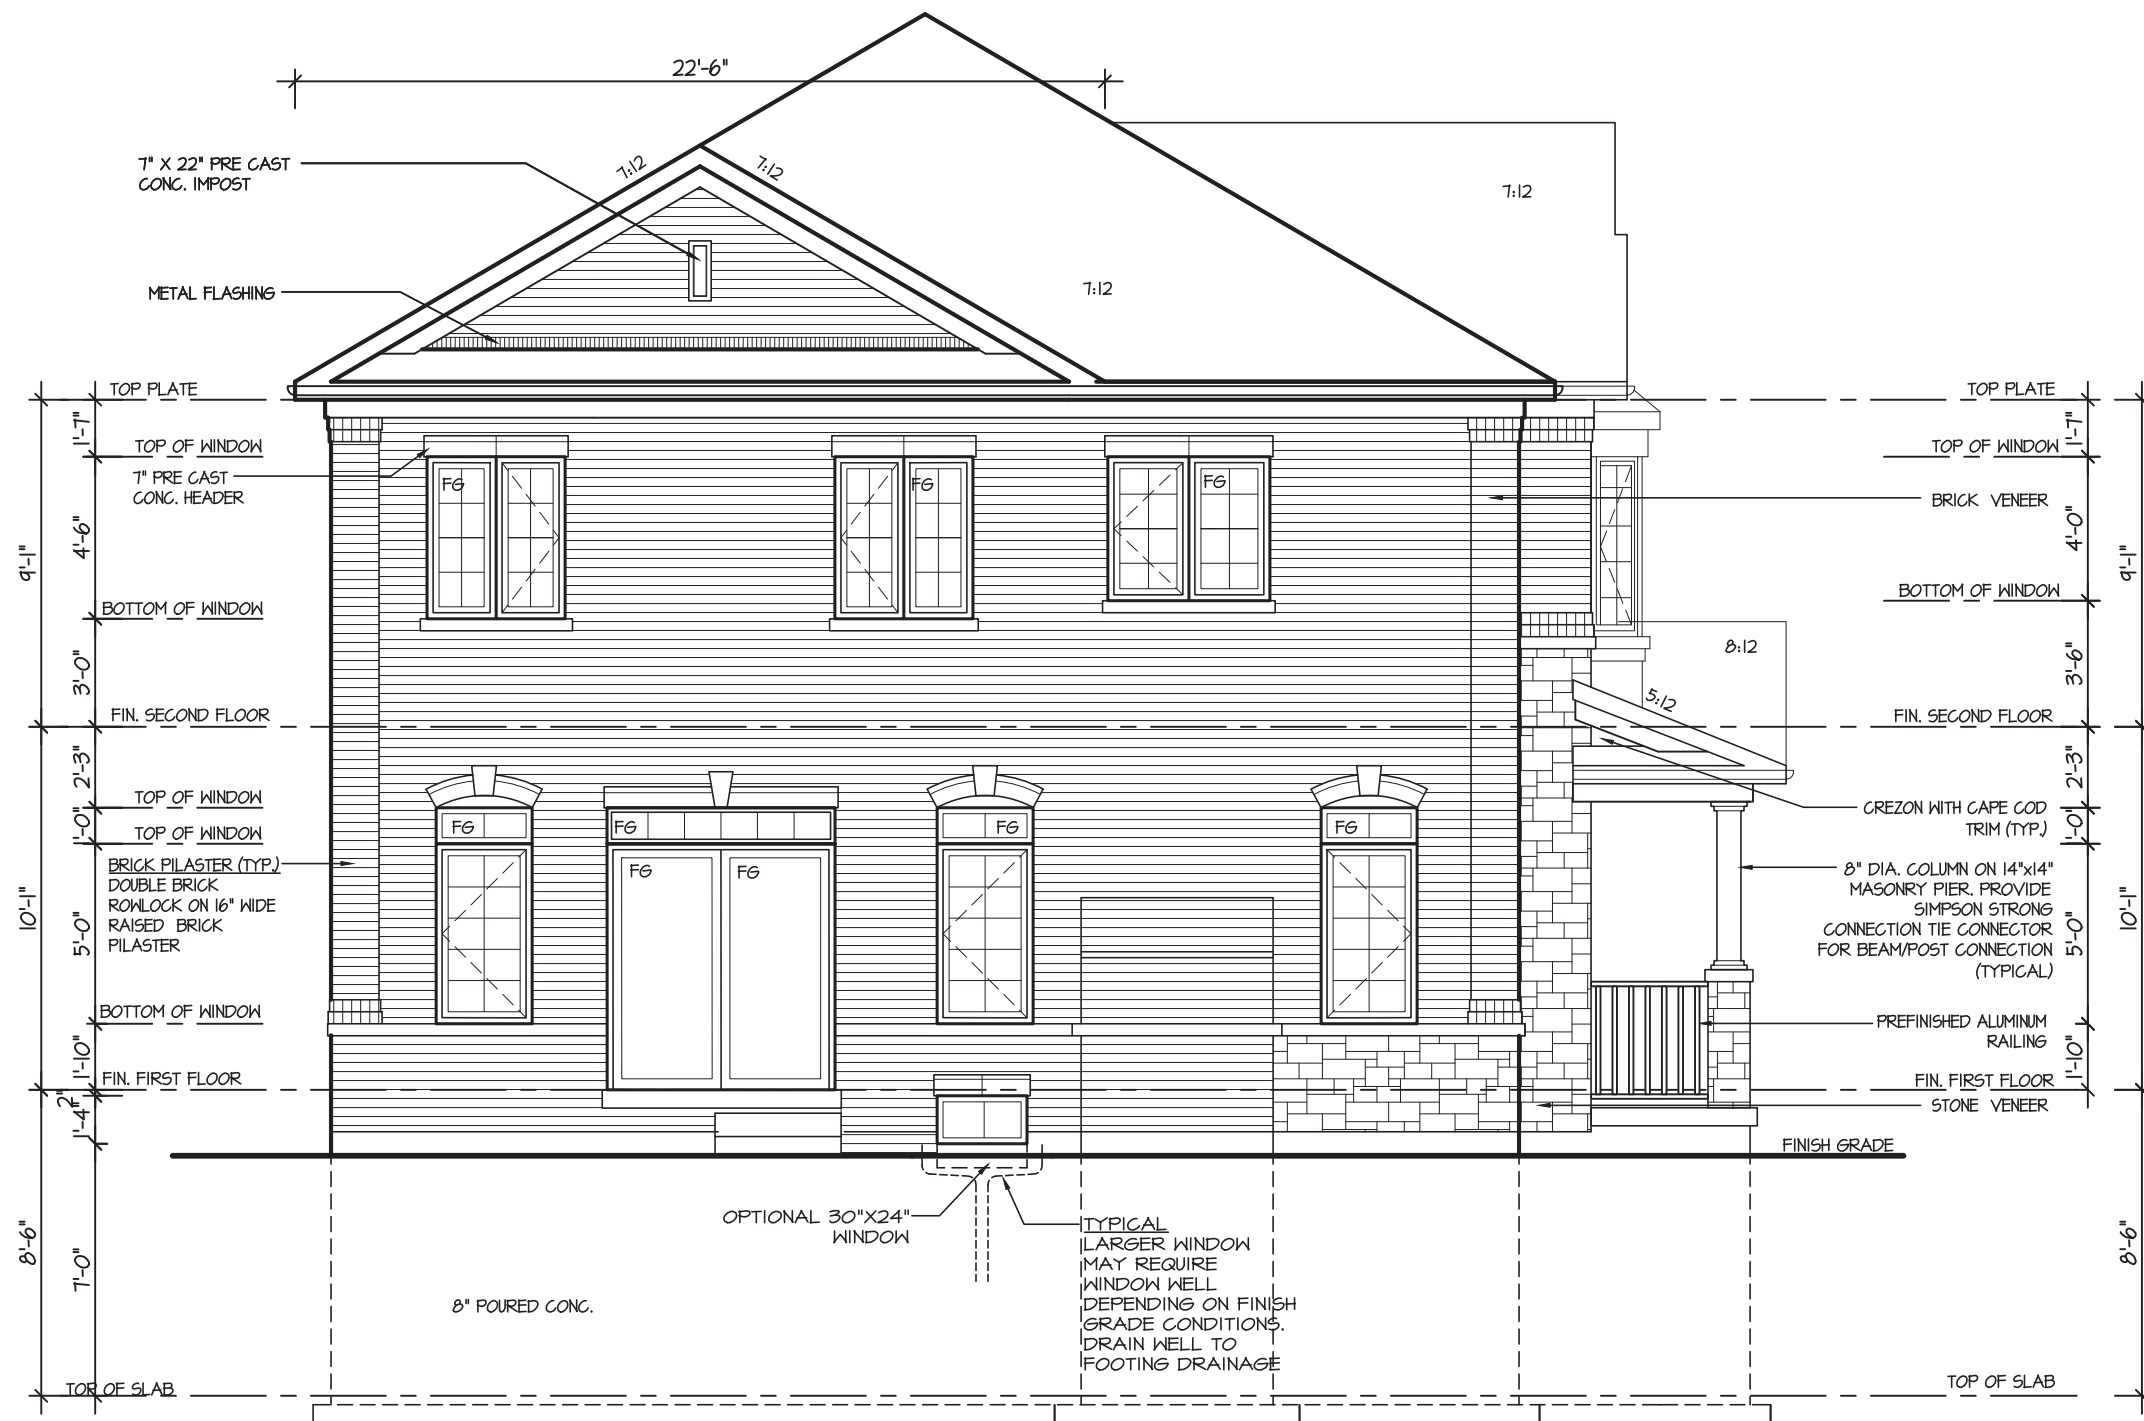 22'-6"
7" X 22" PRE CAST
CONC. IMPOST
7:12
7:12
7:12
7:12
METAL FLASHING
TOP PLATE
TOP PLATE
1'-7"
1'-7"
TOP OF WINDOW
TOP OF WINDOW
7" PRE CAST
CONC. HEADER
FG
FG
FG
BRICK VENEER
4'-6"
4'-0"
9'-1"
9'-1"
BOTTOM OF WINDOW
BOTTOM OF WINDOW
3'-0"
3'-6"
8:12
5:12
FIN. SECOND FLOOR
FIN. SECOND FLOOR
2'-3"
2'-3"
TOP OF WINDOW
CREZON WITH CAPE COD
TRIM (TYP.)
1'-0"
1'-0"
TOP OF WINDOW
FG
FG
FG
FG
FG
FG
BRICK PILASTER (TYP.)
DOUBLE BRICK
ROWLOCK ON 16" WIDE
RAISED BRICK
PILASTER
8" DIA. COLUMN ON 14"x14"
MASONRY PIER. PROVIDE
SIMPSON STRONG
CONNECTION TIE CONNECTOR
FOR BEAM/POST CONNECTION
(TYPICAL)
10'-1"
5'-0"
5'-0"
10'-1"
BOTTOM OF WINDOW
PREFINISHED ALUMINUM
RAILING
1'-10"
1'-10"
FIN. FIRST FLOOR
FIN. FIRST FLOOR
2"
1'-4"
STONE VENEER
FINISH GRADE
OPTIONAL 30"X24"
WINDOW
TYPICAL
LARGER WINDOW
MAY REQUIRE
WINDOW WELL
DEPENDING ON FINISH
GRADE CONDITIONS.
DRAIN WELL TO
FOOTING DRAINAGE
8'-6"
7'-0"
8'-6"
8" POURED CONC.
TOP OF SLAB
TOP OF SLAB